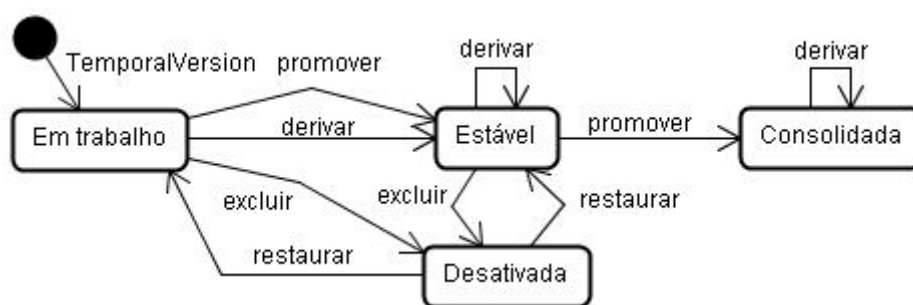 derivar
derivar
TemporalVersion
promover
Em trabalho
derivar
Estável
promover
Consolidada
excluir
excluir
restaurar
restaurar
Desativada